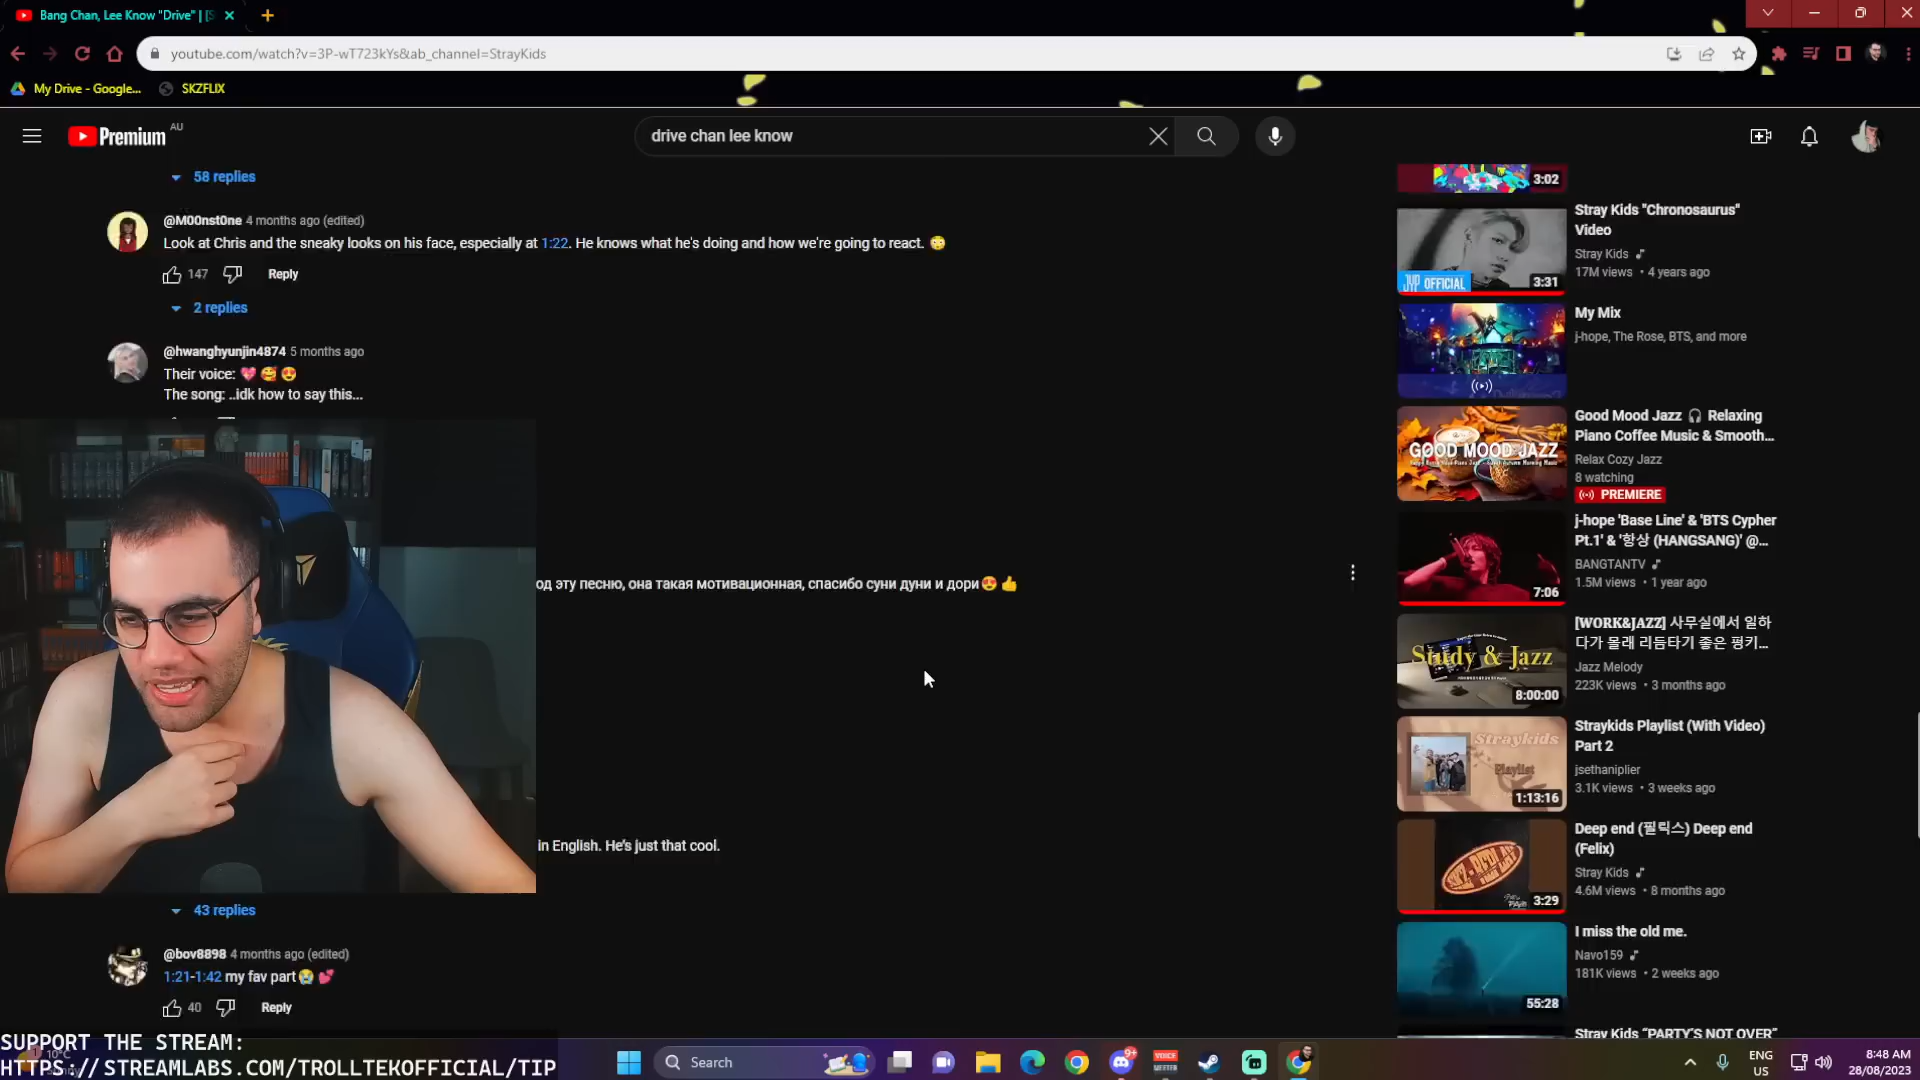 Bang Chan, Lee Know "Drive" | [S
youtube.com/watch?v=3P-wT723kYs&ab_channel=StrayKids
My Drive - Google...
SKZFLIX
Premium
AU
drive chan lee know
58 replies
@M00nst0ne 4 months ago (edited)
Look at Chris and the sneaky looks on his face, especially at 1:22. He knows what he's doing and how we're going to react. 😳
147
Reply
2 replies
@hwanghyunjin4874 5 months ago
Their voice: 💖 🥰 😍
The song: ..idk how to say this...
од эту песню, она такая мотивационная, спасибо суни дуни и дори😍👍
in English. He's just that cool.
43 replies
@bov8898 4 months ago (edited)
1:21-1:42 my fav part😭 💕
40
Reply
3:02
Stray Kids "Chronosaurus"
Video
Stray Kids
17M views • 4 years ago
JYP OFFICIAL
3:31
My Mix
j-hope, The Rose, BTS, and more
Good Mood Jazz 🎧 Relaxing
Piano Coffee Music & Smooth...
Relax Cozy Jazz
8 watching
PREMIERE
GOOD MOOD JAZZ
j-hope 'Base Line' & 'BTS Cypher
Pt.1' & '항상 (HANGSANG)' @...
BANGTANTV
1.5M views • 1 year ago
7:06
[WORK&JAZZ] 사무실에서 일하
다가 몰래 리듬타기 좋은 펑키...
Jazz Melody
223K views • 3 months ago
Study & Jazz
8:00:00
Straykids Playlist (With Video)
Part 2
jsethaniplier
3.1K views • 3 weeks ago
Straykids
Playlist
1:13:16
Deep end (필릭스) Deep end
(Felix)
Stray Kids
4.6M views • 8 months ago
3:29
I miss the old me.
Navo159
181K views • 2 weeks ago
55:28
Stray Kids "PARTY'S NOT OVER"
SUPPORT THE STREAM:
HTTPS://STREAMLABS.COM/TROLLTEKOFFICIAL/TIP
10°C
Search
9+
VOICE
MEETER
ENG
US
8:48 AM
28/08/2023